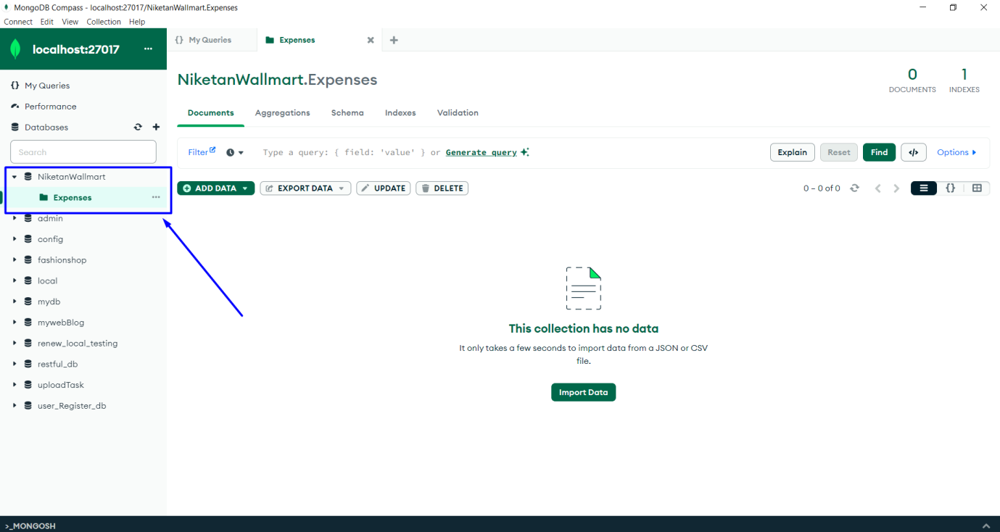 MongoDB Compass - localhost:27017/NiketanWallmart.Expenses
Connect Edit View Collection Help
localhost:27017 ...
{} My Queries
Performance
Databases
Search
NiketanWallmart
Expenses ...
admin
config
fashionshop
local
mydb
mywebBlog
renew_local_testing
restful_db
uploadTask
user_Register_db
{} My Queries
Expenses
NiketanWallmart.Expenses
0
DOCUMENTS
1
INDEXES
Documents Aggregations Schema Indexes Validation
Filter Type a query: { field: 'value' } or Generate query Explain Reset Find </> Options
ADD DATA EXPORT DATA UPDATE DELETE 0 – 0 of 0 {}
This collection has no data
It only takes a few seconds to import data from a JSON or CSV
file.
Import Data
>_MONGOSH